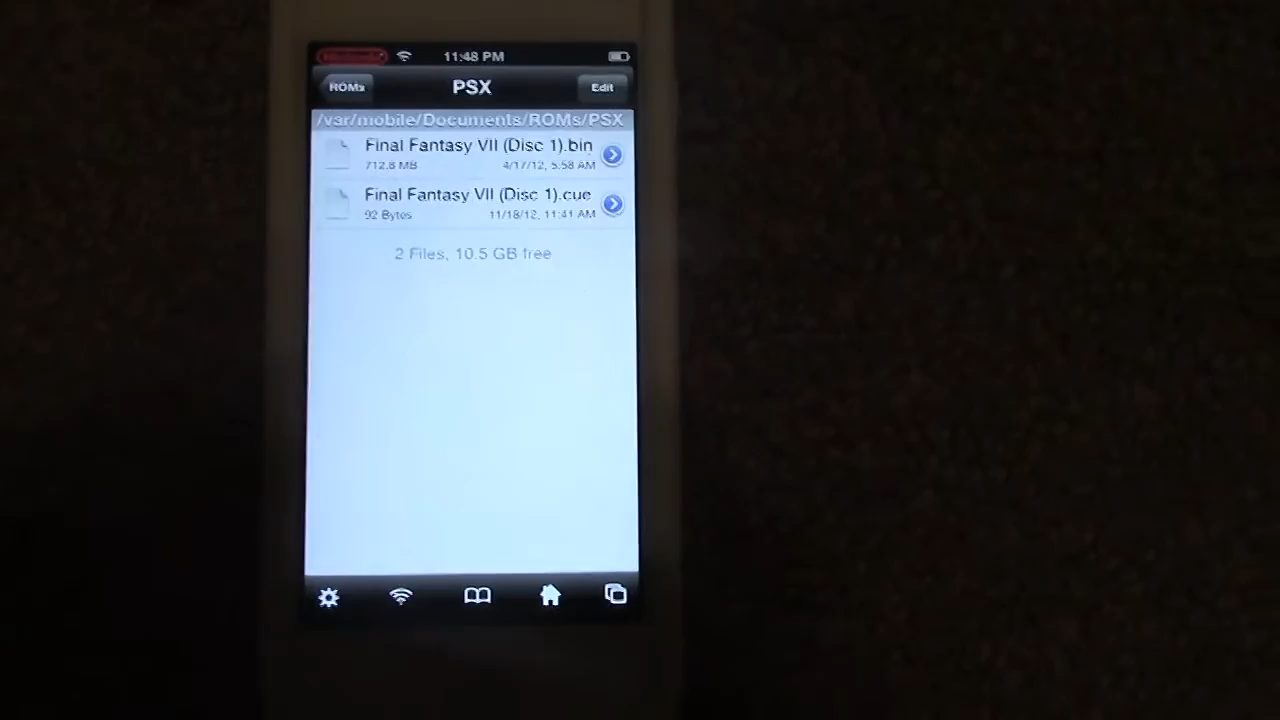 11:48 PM
ROMs
PSX
Edit
/var/mobile/Documents/ROMs/PSX
Final Fantasy VII (Disc 1).bin
712.8 MB
4/17/12, 5:58 AM
Final Fantasy VII (Disc 1).cue
92 Bytes
11/18/12, 11:41 AM
2 Files, 10.5 GB free